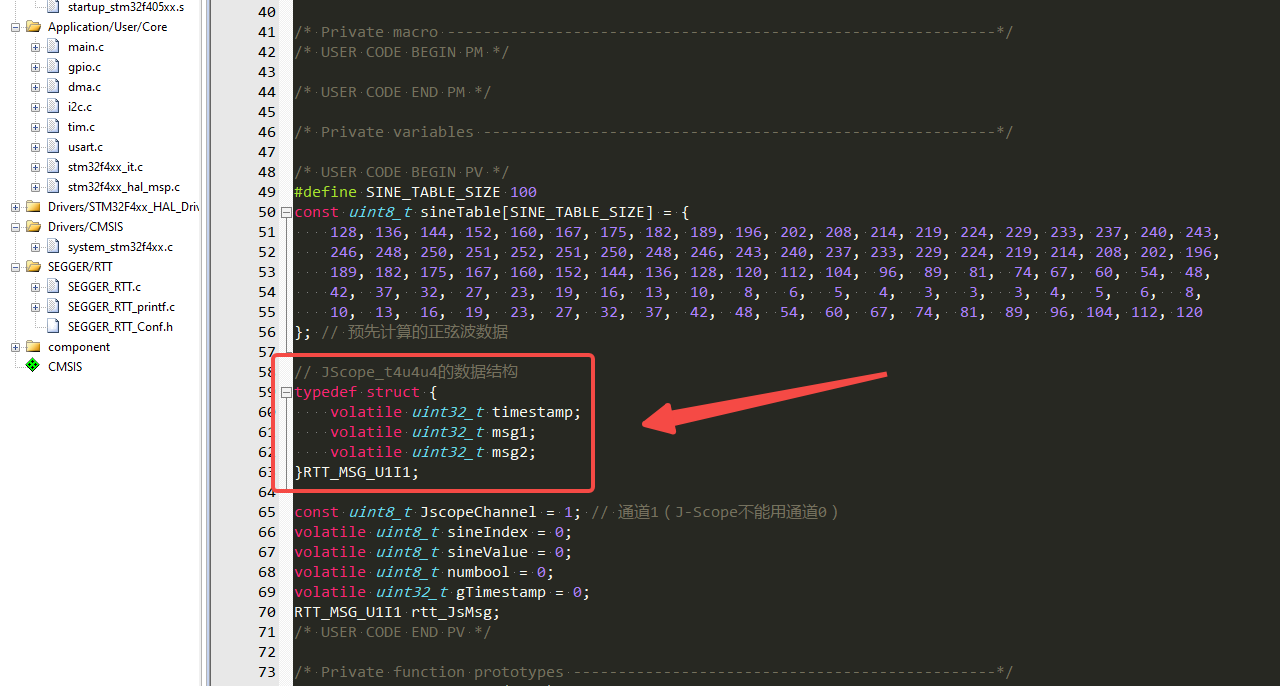 startup_stm32f405xx.s
Application/User/Core
main.c
gpio.c
dma.c
i2c.c
tim.c
usart.c
stm32f4xx_it.c
stm32f4xx_hal_msp.c
Drivers/STM32F4xx_HAL_Driv
Drivers/CMSIS
system_stm32f4xx.c
SEGGER/RTT
SEGGER_RTT.c
SEGGER_RTT_printf.c
SEGGER_RTT_Conf.h
component
CMSIS
40
41 /* Private macro -------------------------------------------------------------*/
42 /* USER CODE BEGIN PM */
43
44 /* USER CODE END PM */
45
46 /* Private variables ---------------------------------------------------------*/
47
48 /* USER CODE BEGIN PV */
49 #define SINE_TABLE_SIZE 100
50 const uint8_t sineTable[SINE_TABLE_SIZE] = {
51 128, 136, 144, 152, 160, 167, 175, 182, 189, 196, 202, 208, 214, 219, 224, 229, 233, 237, 240, 243,
52 246, 248, 250, 251, 252, 251, 250, 248, 246, 243, 240, 237, 233, 229, 224, 219, 214, 208, 202, 196,
53 189, 182, 175, 167, 160, 152, 144, 136, 128, 120, 112, 104, 96, 89, 81, 74, 67, 60, 54, 48,
54 42, 37, 32, 27, 23, 19, 16, 13, 10, 8, 6, 5, 4, 3, 3, 3, 4, 5, 6, 8,
55 10, 13, 16, 19, 23, 27, 32, 37, 42, 48, 54, 60, 67, 74, 81, 89, 96, 104, 112, 120
56 }; // 预先计算的正弦波数据
57
58 // JScope_t4u4u4的数据结构
59 typedef struct {
60 volatile uint32_t timestamp;
61 volatile uint32_t msg1;
62 volatile uint32_t msg2;
63 }RTT_MSG_U1I1;
64
65 const uint8_t JscopeChannel = 1; // 通道1（J-Scope不能用通道0）
66 volatile uint8_t sineIndex = 0;
67 volatile uint8_t sineValue = 0;
68 volatile uint8_t numbool = 0;
69 volatile uint32_t gTimestamp = 0;
70 RTT_MSG_U1I1 rtt_JsMsg;
71 /* USER CODE END PV */
72
73 /* Private function prototypes -----------------------------------------------*/